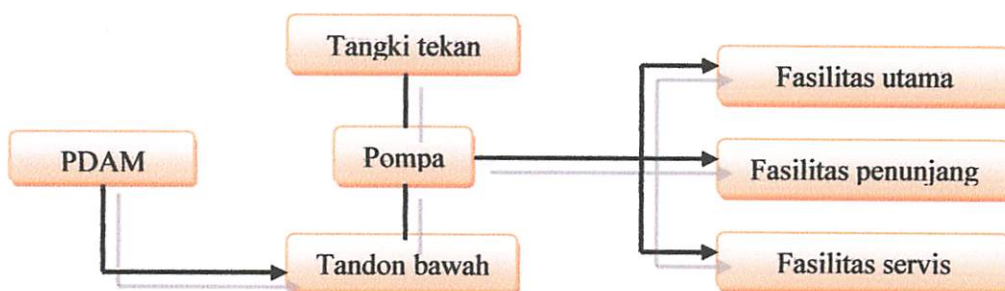 Tangki tekan
Fasilitas utama
PDAM
Pompa
Fasilitas penunjang
Tandon bawah
Fasilitas servis